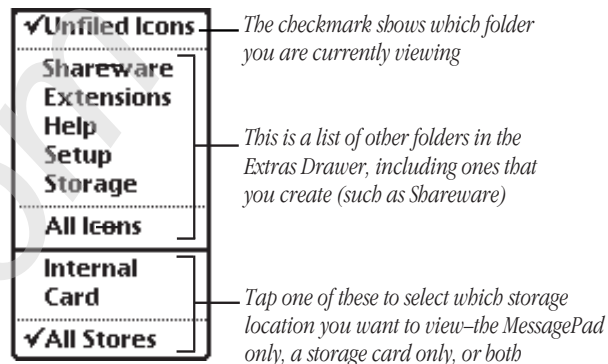 ✓Unfiled Icons
Shareware
Extensions
Help
Setup
Storage
All Icons
Internal
Card
✓All Stores
The checkmark shows which folder
you are currently viewing
This is a list of other folders in the
Extras Drawer, including ones that
you create (such as Shareware)
Tap one of these to select which storage
location you want to view–the MessagePad
only, a storage card only, or both